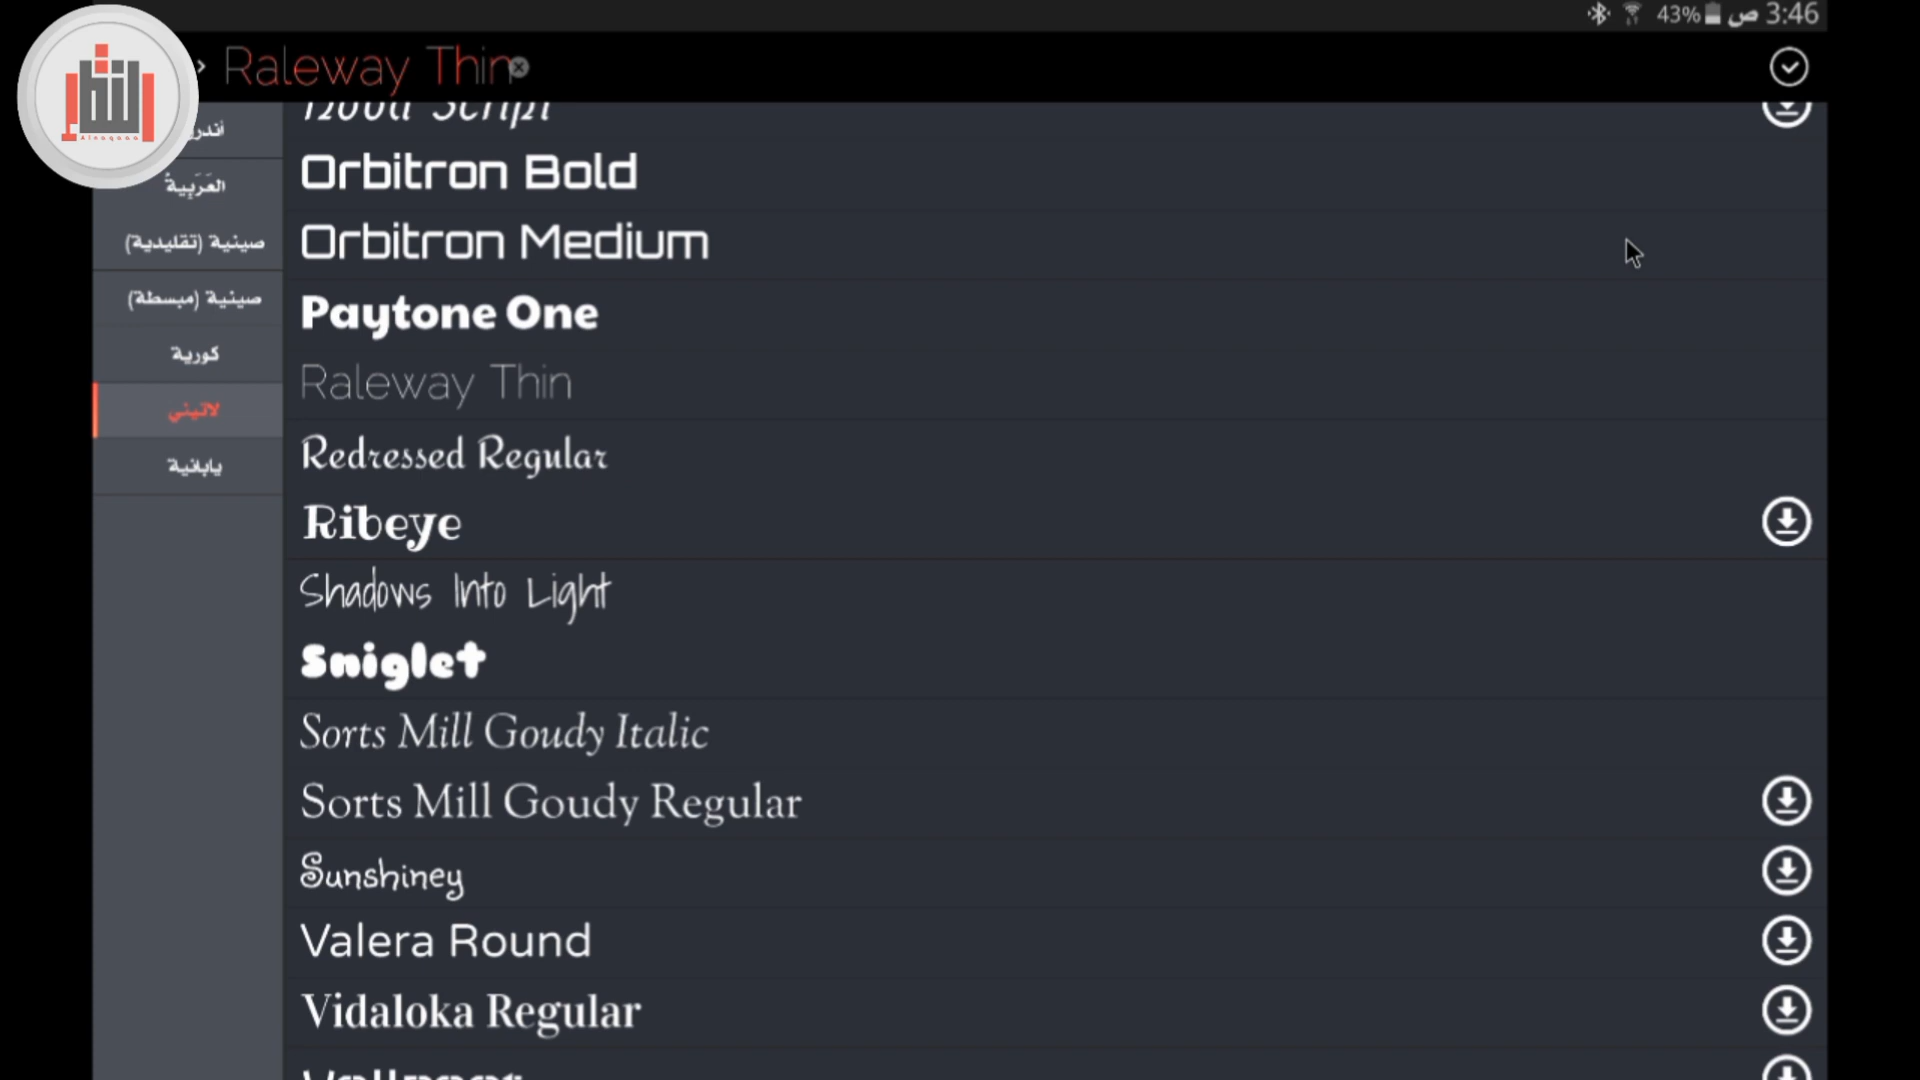 3:46 ص 43%
Raleway Thin
العَرَبِيةُ
صينية (تقليدية)
صينية (مبسطة)
كورية
لاتيني
يابانية
Script
Orbitron Bold
Orbitron Medium
Paytone One
Raleway Thin
Redressed Regular
Ribeye
Shadows Into Light
Sniglet
Sorts Mill Goudy Italic
Sorts Mill Goudy Regular
Sunshiney
Valera Round
Vidaloka Regular